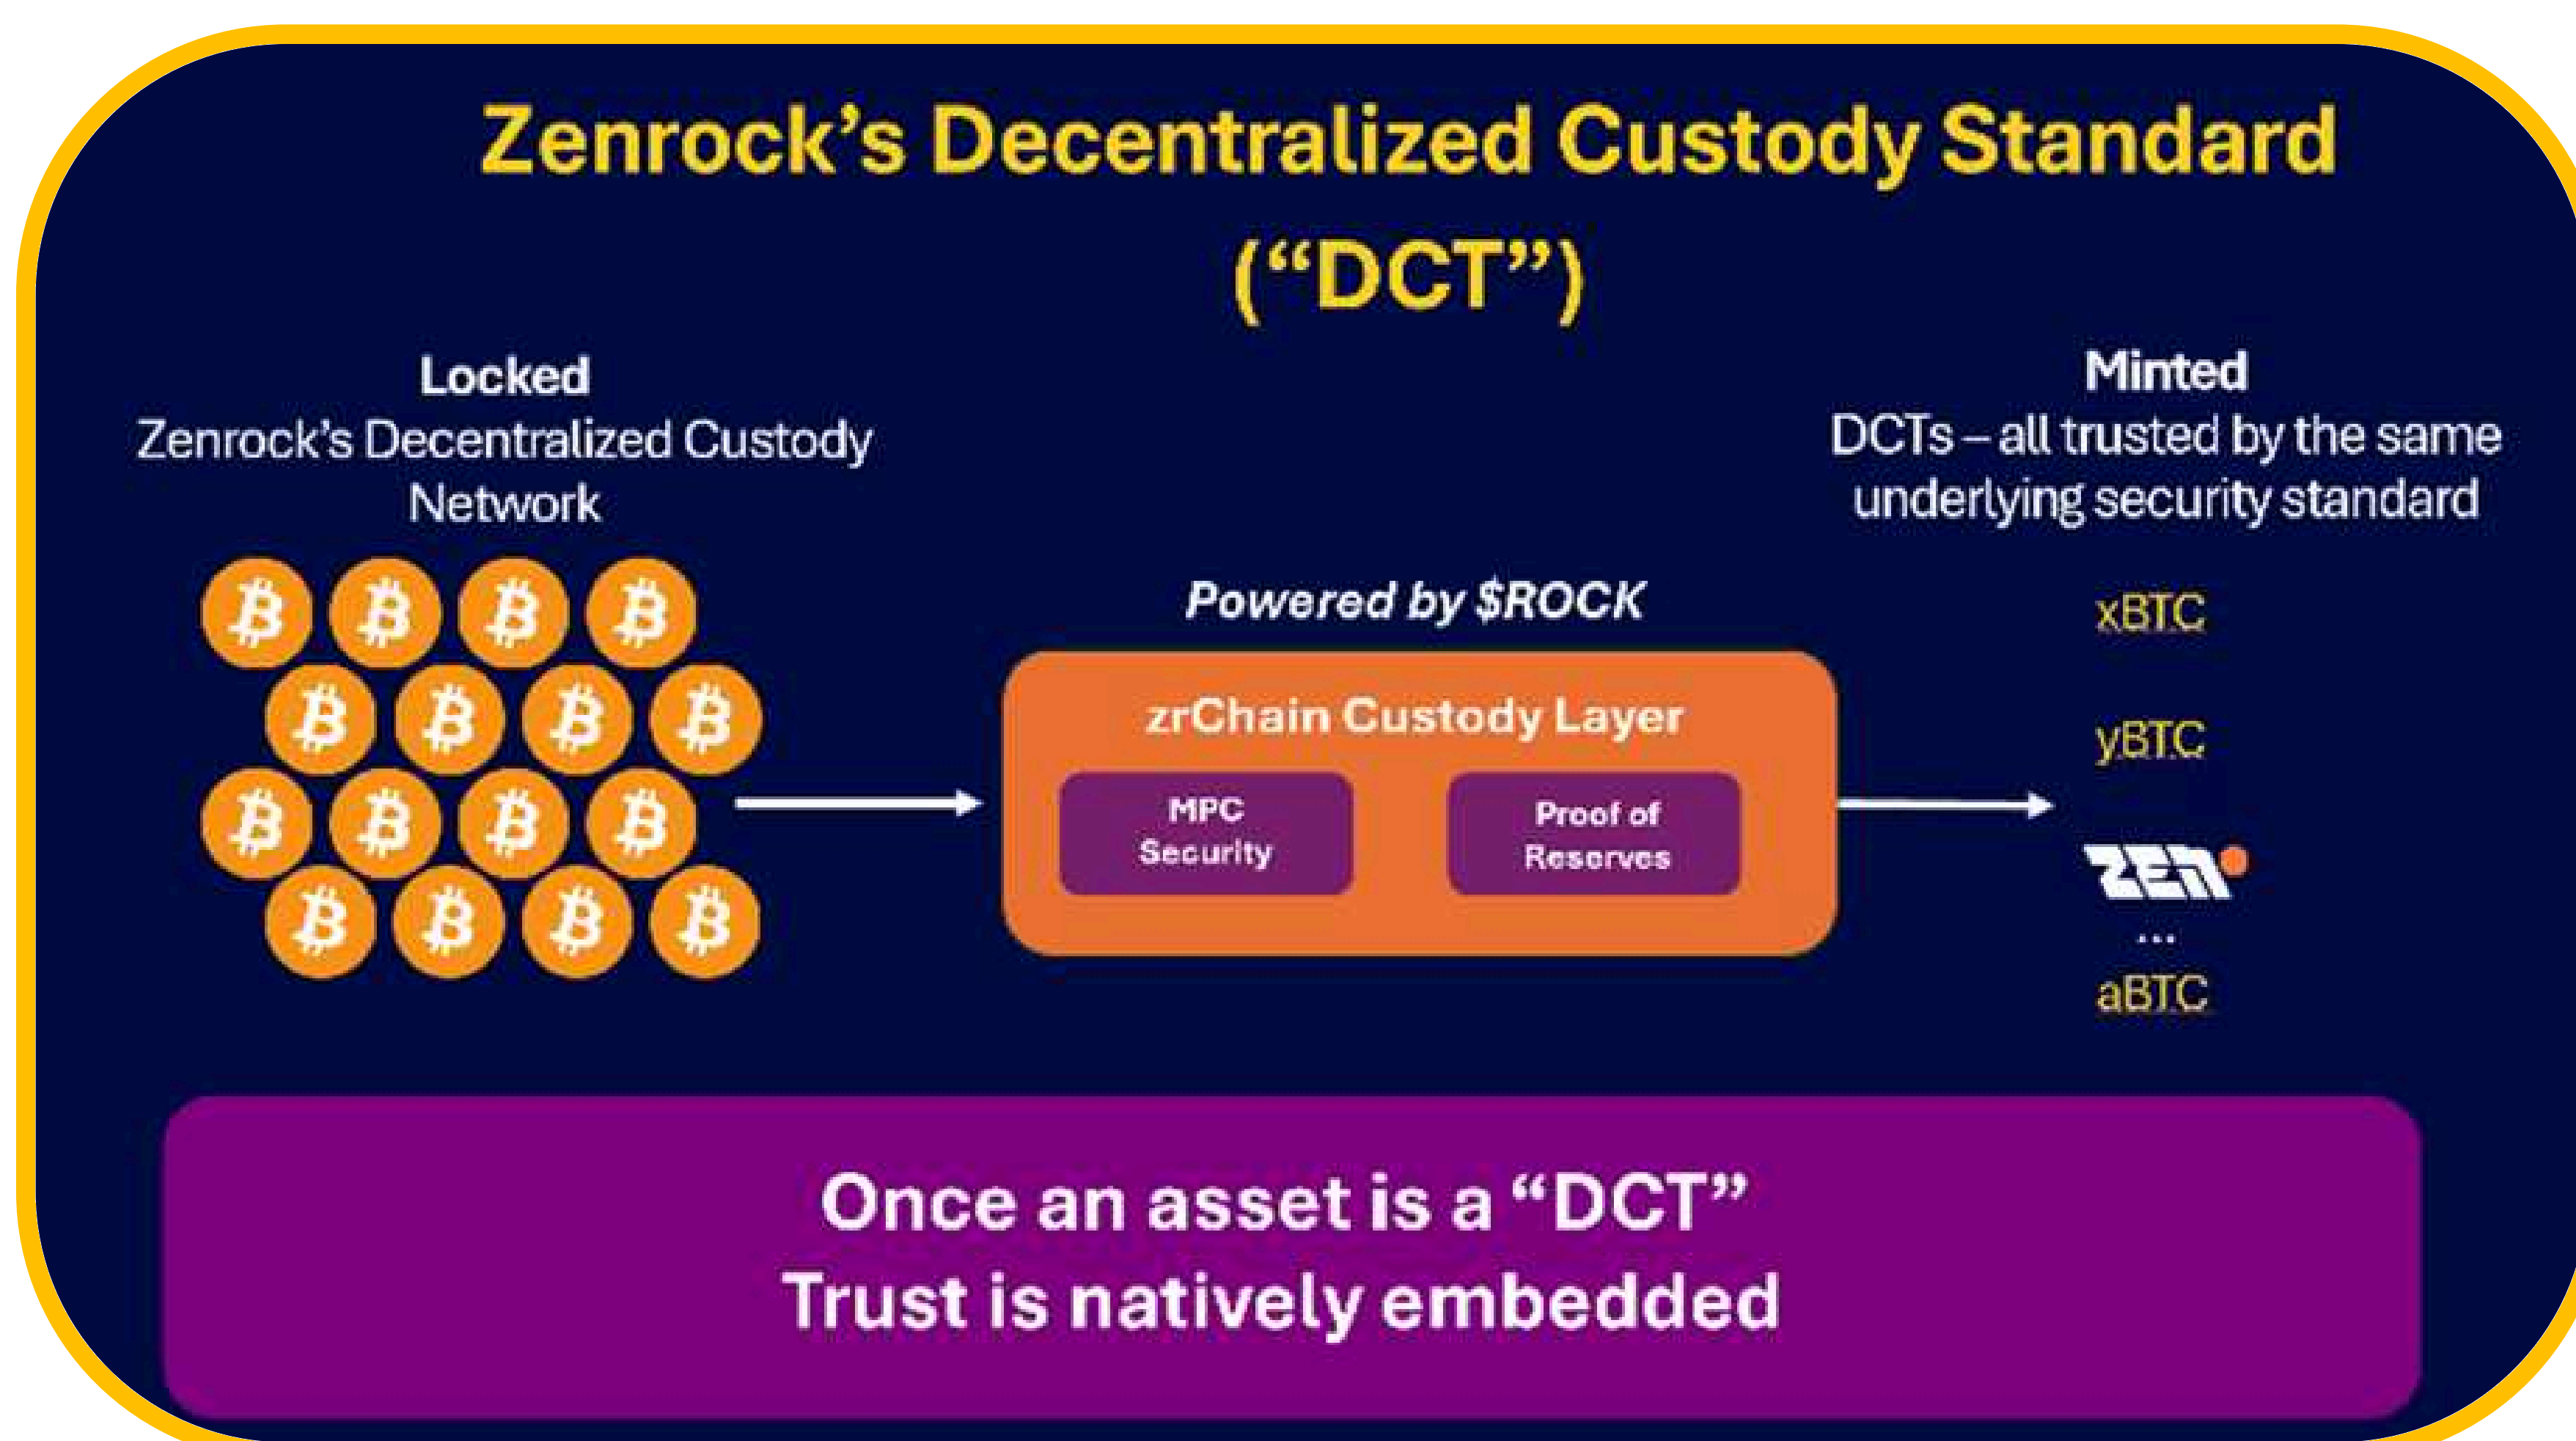 Zenrock’s Decentralized Custody Standard
(“DCT”)
Locked
Zenrock’s Decentralized Custody
Network
Minted
DCTs – all trusted by the same
underlying security standard
Powered by $ROCK
zrChain Custody Layer
MPC
Security
Proof of
Reserves
xBTC
yBTC
ZEN
...
aBTC
Once an asset is a “DCT”
Trust is natively embedded